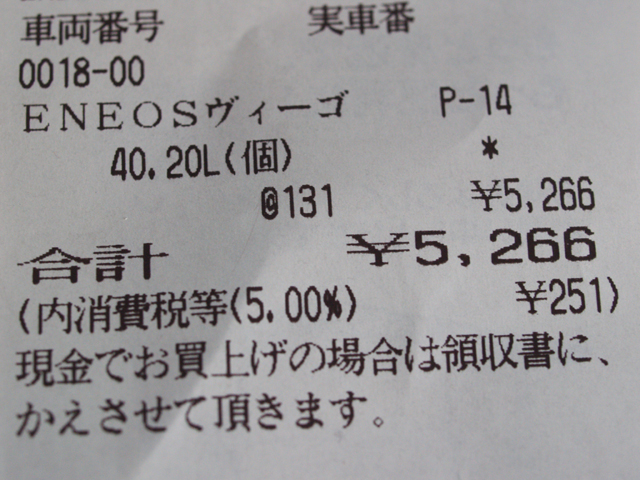 車両番号 実車番
0018-00
ＥＮＥＯＳヴィーゴ P-14
40.20L(個) *
@131 ¥5,266
合計 ¥5,266
(内消費税等(5.00%) ¥251)
現金でお買上げの場合は領収書に、
かえさせて頂きます。